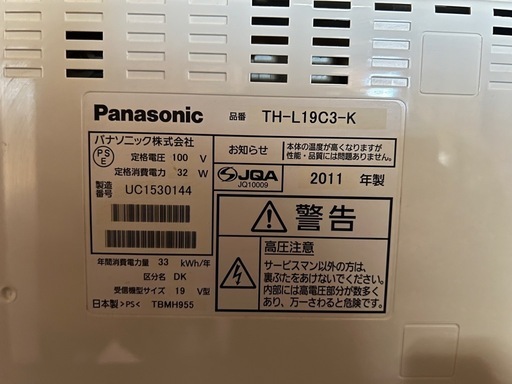 Panasonic 品番 TH-L19C3-K
パナソニック株式会社
PS
E
定格電圧 100 V
定格消費電力 32 W
製造
番号 UC1530144
年間消費電力量 33 kWh/年
区分名 DK
受信機型サイズ 19 V型
日本製 >PS< TBMH955
お知らせ
本体の温度が高くなりますが
性能・品質には問題ありません。
JQA
JQ10009
2011 年製
警告
高圧注意
サービスマン以外の方は、
裏ぶたをあけないでください。
内部には高電圧部分が数多く
あり、万一さわると危険です。